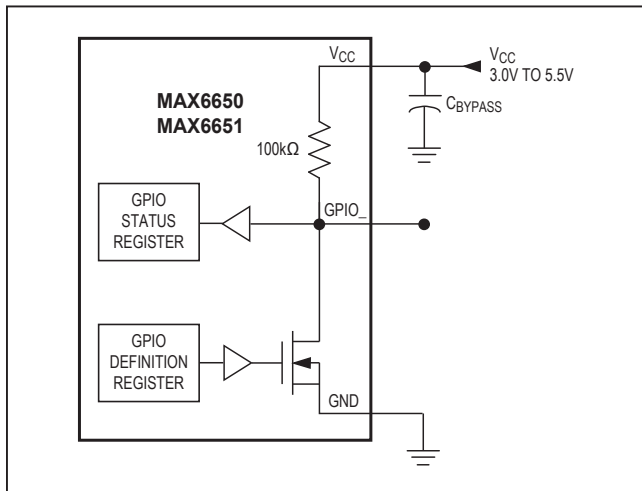 VCC
VCC
3.0V TO 5.5V
CBYPASS
MAX6650
MAX6651
100kΩ
GPIO
STATUS
REGISTER
GPIO_
GPIO
DEFINITION
REGISTER
GND